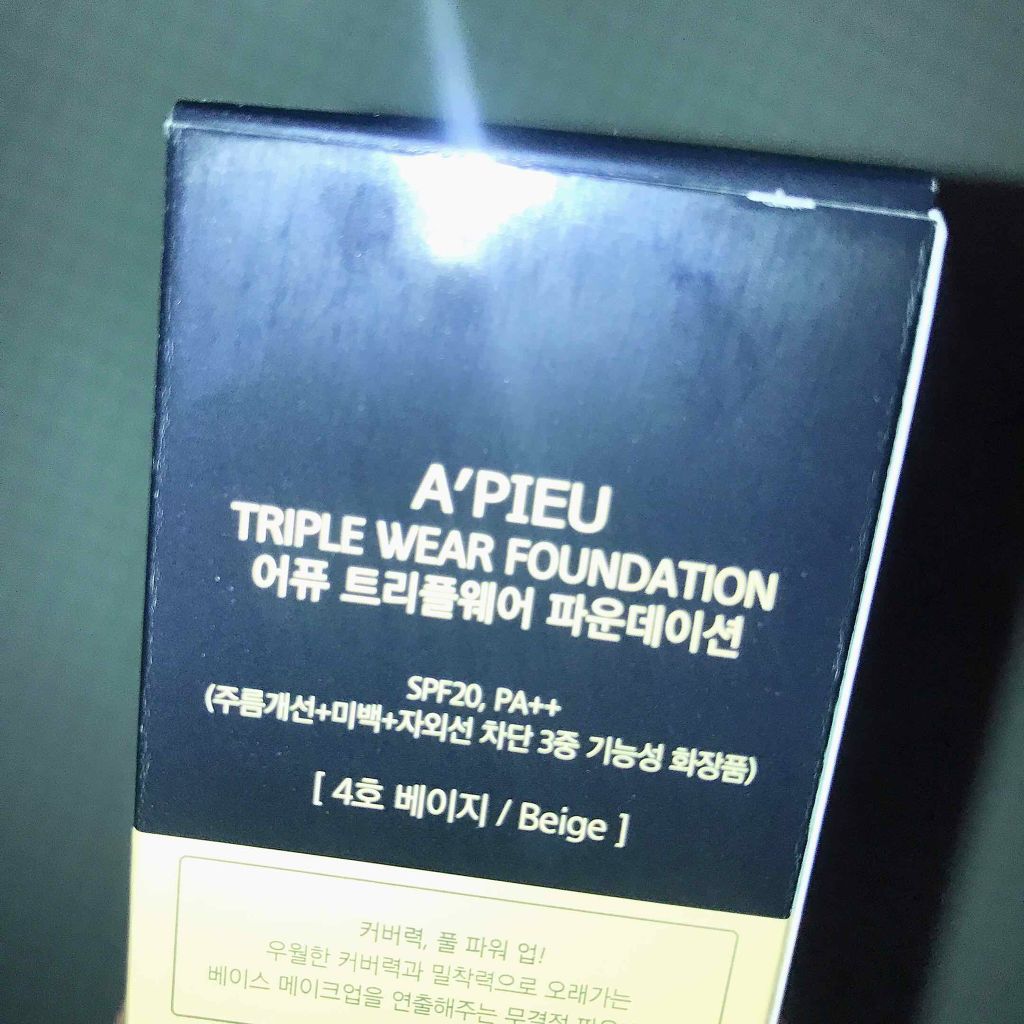 A'PIEU
TRIPLE WEAR FOUNDATION
어퓨 트리플웨어 파운데이션
SPF20, PA++
(주름개선+미백+자외선 차단 3중 기능성 화장품)
[ 4호 베이지 / Beige ]
커버력, 풀 파워 업!
우월한 커버력과 밀착력으로 오래가는
베이스 메이크업을 연출해주는 무결점